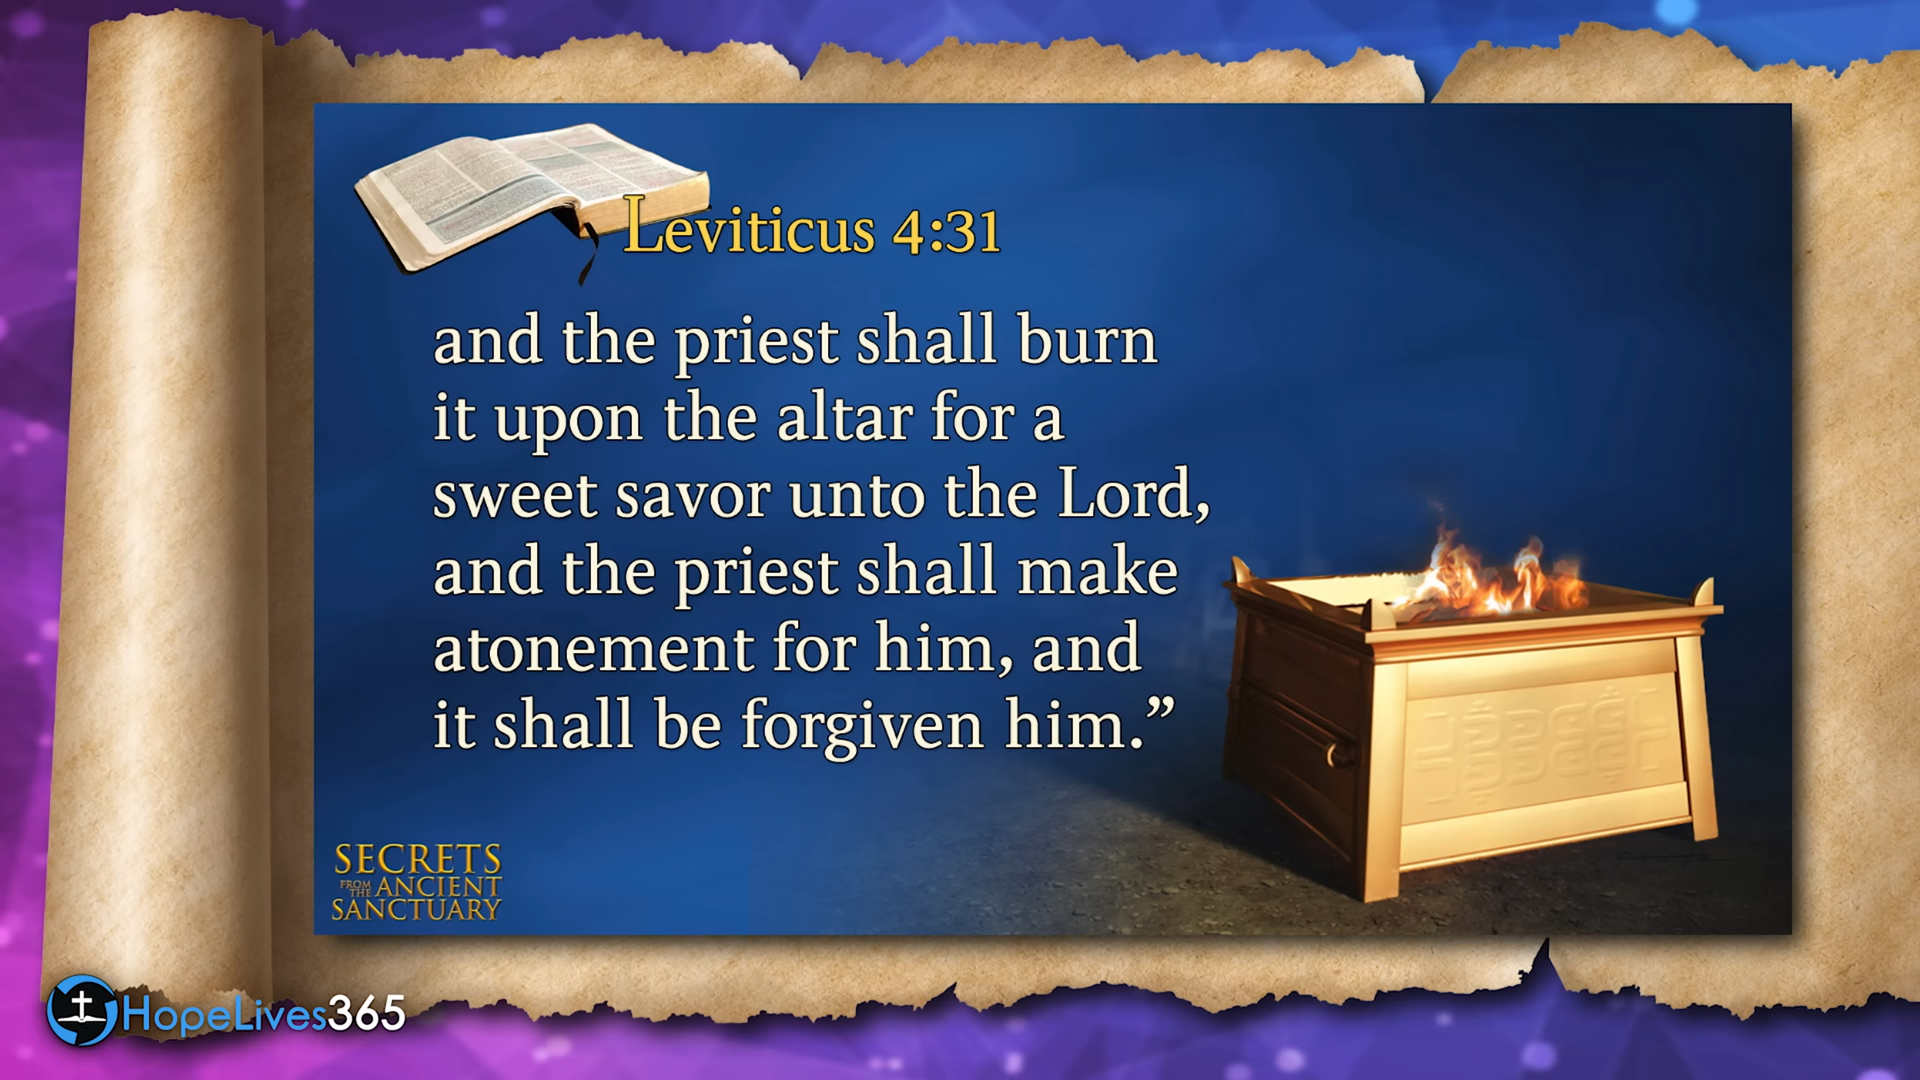 Leviticus 4:31
and the priest shall burn
it upon the altar for a
sweet savor unto the Lord,
and the priest shall make
atonement for him, and
it shall be forgiven him.”
SECRETS
FROM THE ANCIENT
SANCTUARY
HopeLives365